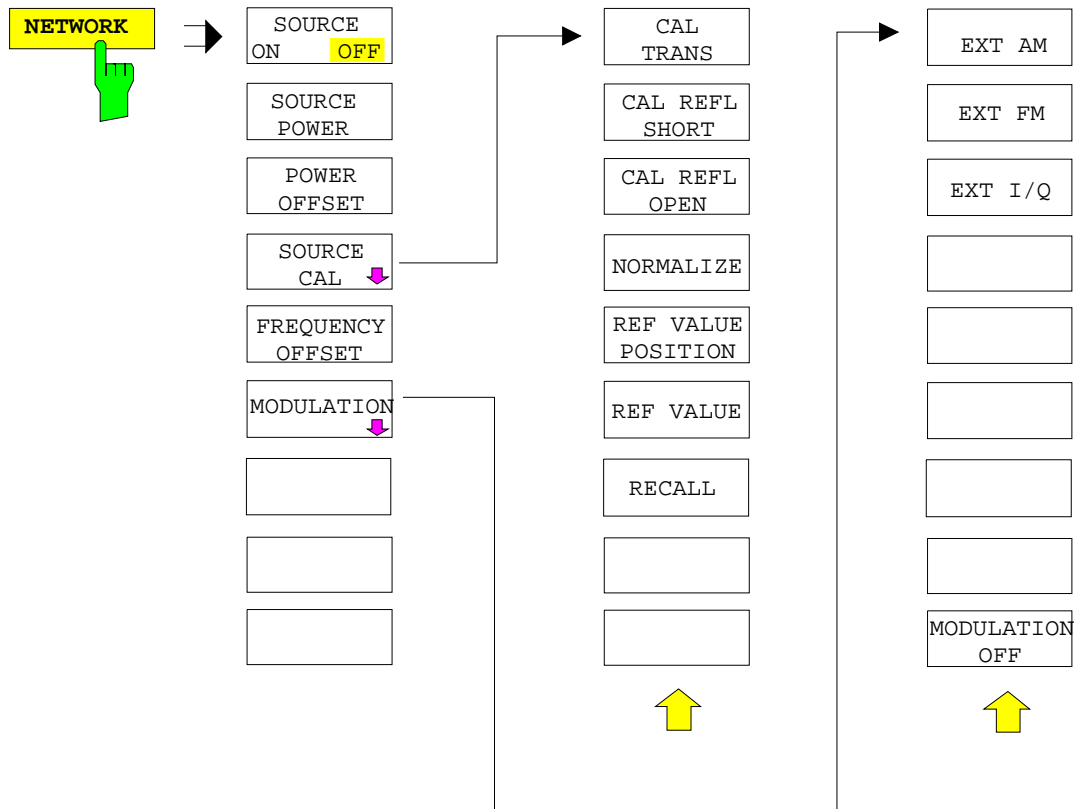 NETWORK
SOURCE
ON OFF
SOURCE
POWER
POWER
OFFSET
SOURCE
CAL
FREQUENCY
OFFSET
MODULATION
CAL
TRANS
CAL REFL
SHORT
CAL REFL
OPEN
NORMALIZE
REF VALUE
POSITION
REF VALUE
RECALL
EXT AM
EXT FM
EXT I/Q
MODULATION
OFF